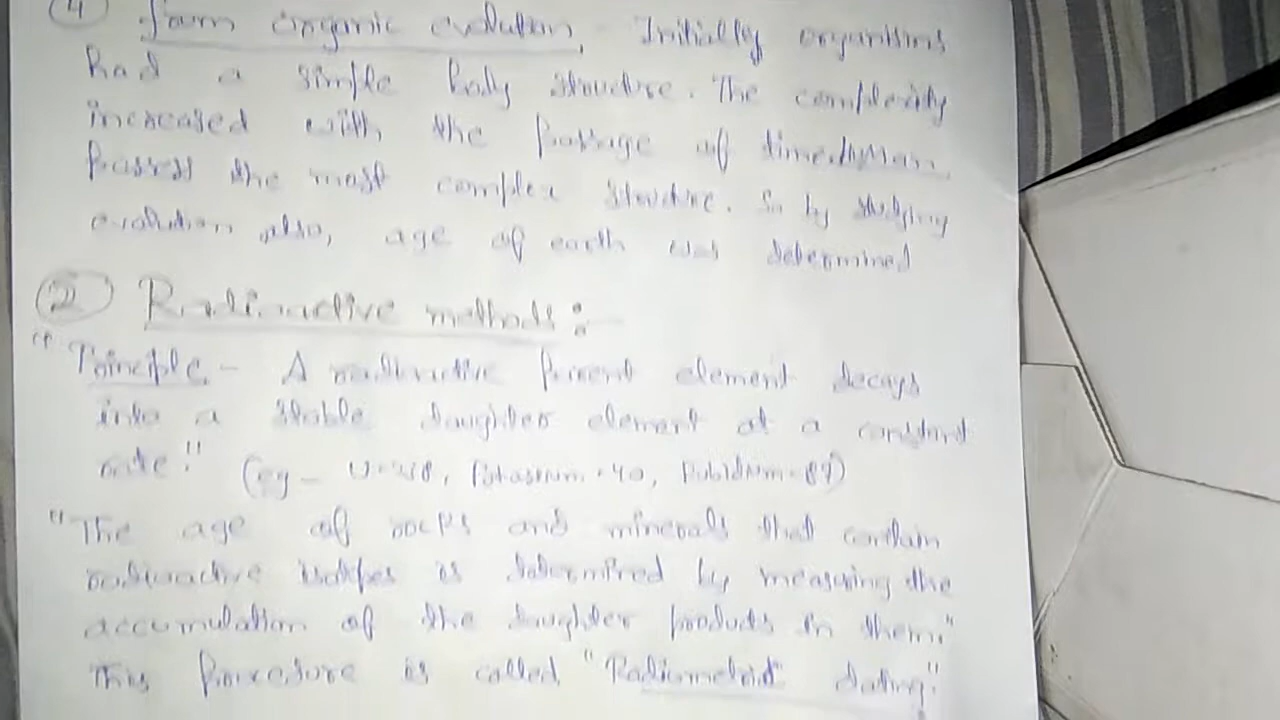 ④ From organic evolution, Initially organisms
had a simple body structure. The complexity
increased with the passage of time. Man
possess the most complex structure. So by studying
evolution also, age of earth was determined
② Radioactive methods :-
"Principle - A radioactive parent element decays
into a stable daughter element at a constant
rate." (eg - Potassium-40, Rubidium-87)
"The age of rocks and minerals that contain
radioactive isotopes is determined by measuring the
accumulation of the daughter products in them."
This procedure is called "Radiometric dating"